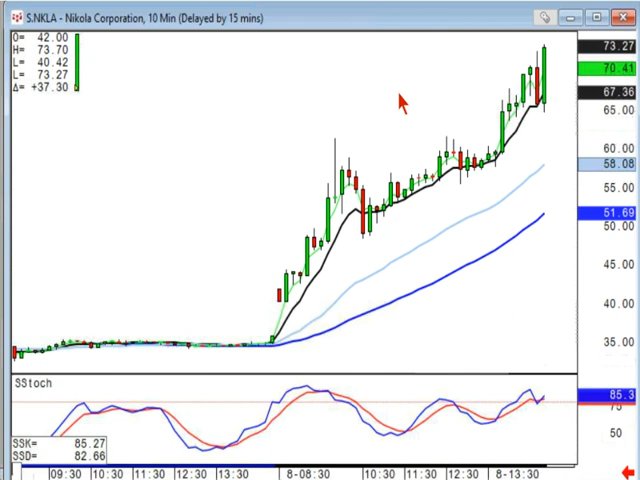 S.NKLA - Nikola Corporation, 10 Min (Delayed by 15 mins)
O= 42.00
H= 73.70
L= 40.42
L= 73.27
Δ= +37.30
73.27
70.41
67.36
65.00
60.00
58.08
55.00
51.69
50.00
45.00
40.00
35.00
SStoch
85.3
75
50
SSK= 85.27
SSD= 82.66
09:30 10:30 11:30 12:30 13:30 8-08:30 10:30 11:30 12:30 8-13:30